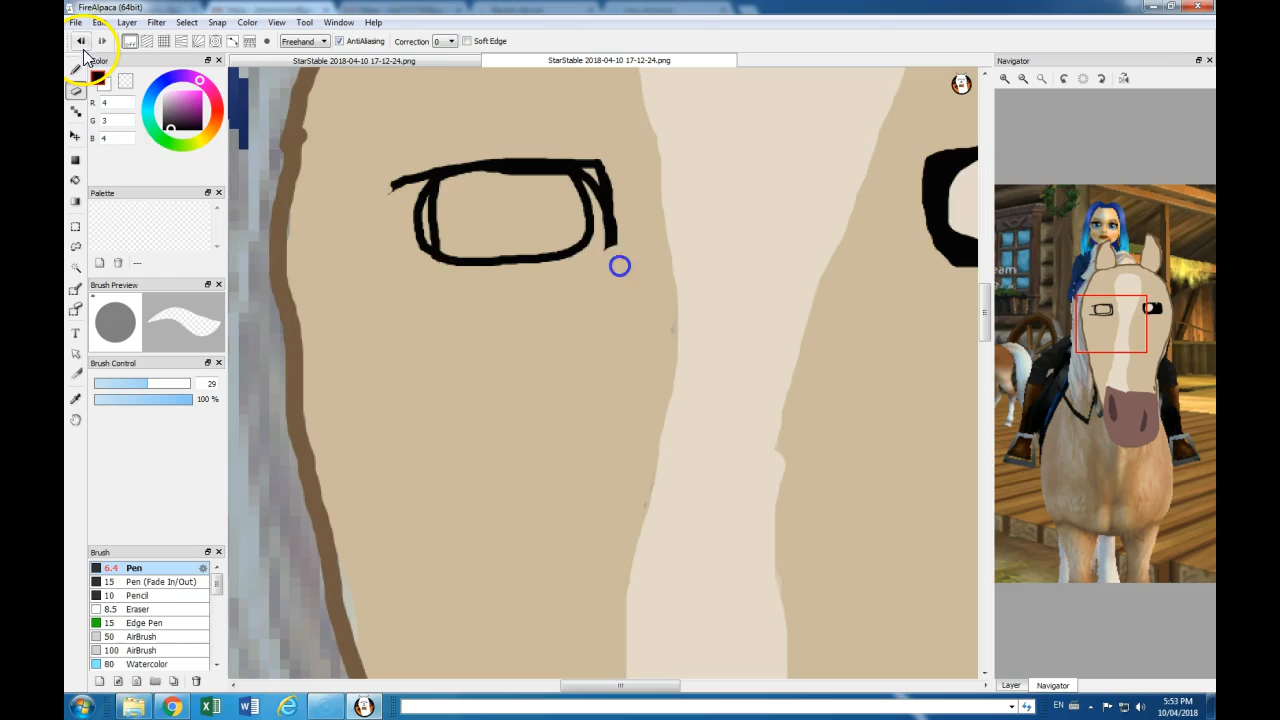 FireAlpaca (64bit)
File Edit Layer Filter Select Snap Color View Tool Window Help
off Freehand AntiAliasing Correction 0 Soft Edge
Color
StarStable 2018-04-10 17-12-24.png StarStable 2018-04-10 17-12-24.png
Navigator
R 4
G 3
B 4
Palette
---
Brush Preview
Brush Control
29
100 %
Brush
6.4 Pen
15 Pen (Fade In/Out)
10 Pencil
8.5 Eraser
15 Edge Pen
50 AirBrush
100 AirBrush
80 Watercolor
Layer Navigator
EN
5:53 PM
10/04/2018